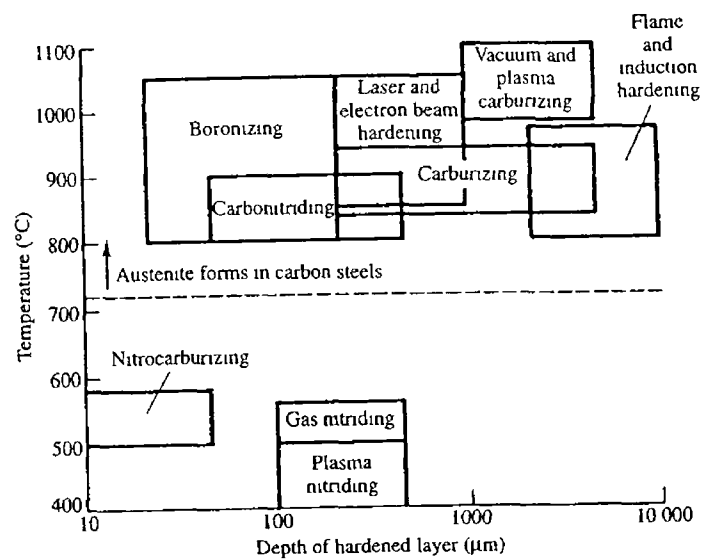 Flame
and
induction
hardening
1100
1000
900
800
700
600
500
400
Temperature (°C)
Vacuum and
plasma
carburizing
Laser and
electron beam
hardening
Boronizing
Carburizing
Carbonitriding
Austenite forms in carbon steels
Nitrocarburizing
Gas nitriding
Plasma
nitriding
10
100
1000
10 000
Depth of hardened layer (μm)